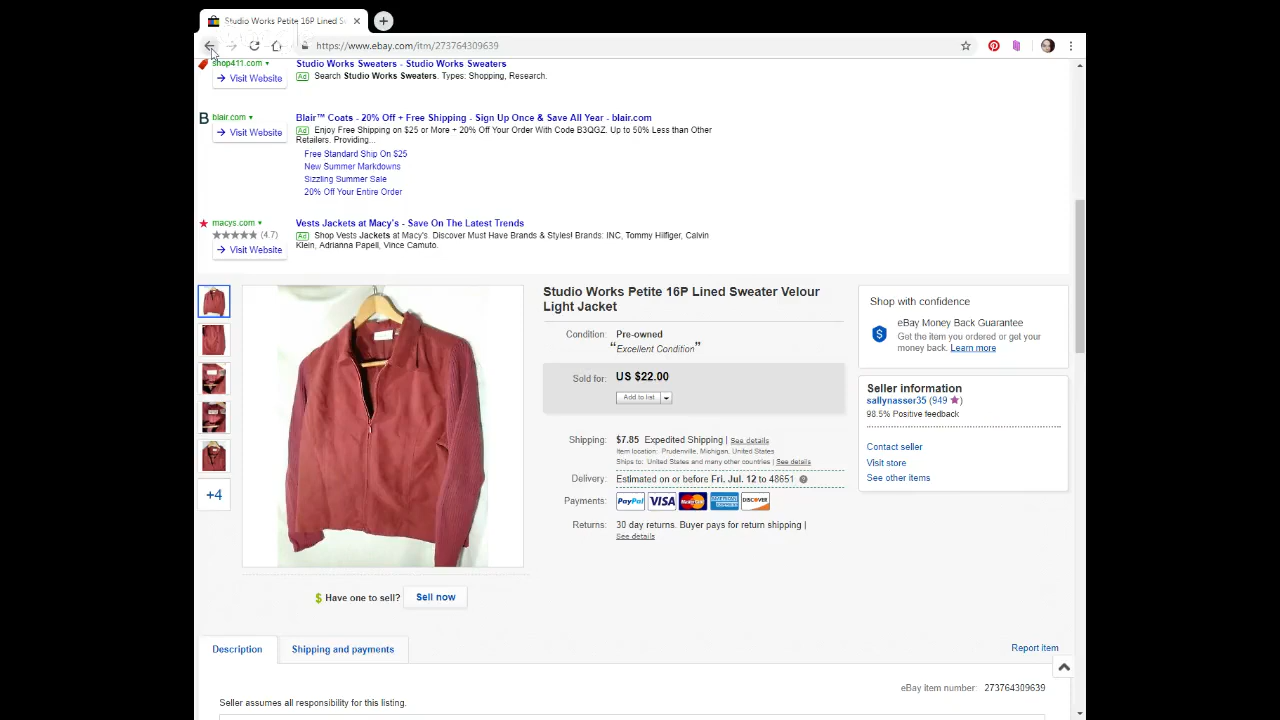 Studio Works Petite 16P Lined S
https://www.ebay.com/itm/273764309639
shop411.com
Visit Website
Studio Works Sweaters - Studio Works Sweaters
Ad Search Studio Works Sweaters. Types: Shopping, Research.
B blair.com
Visit Website
Blair™ Coats - 20% Off + Free Shipping - Sign Up Once & Save All Year - blair.com
Ad Enjoy Free Shipping on $25 or More + 20% Off Your Order With Code B3QGZ. Up to 50% Less than Other
Retailers. Providing...
Free Standard Ship On $25
New Summer Markdowns
Sizzling Summer Sale
20% Off Your Entire Order
macys.com
(4.7)
Visit Website
Vests Jackets at Macy's - Save On The Latest Trends
Ad Shop Vests Jackets at Macy's. Discover Must Have Brands & Styles! Brands: INC, Tommy Hilfiger, Calvin
Klein, Adrianna Papell, Vince Camuto.
+4
Have one to sell? Sell now
Studio Works Petite 16P Lined Sweater Velour
Light Jacket
Condition: Pre-owned
“Excellent Condition”
Sold for: US $22.00
Add to list
Shipping: $7.85 Expedited Shipping | See details
Item location: Prudenville, Michigan, United States
Ships to: United States and many other countries | See details
Delivery: Estimated on or before Fri. Jul. 12 to 48651
Payments: PayPal VISA MasterCard AMERICAN EXPRESS DISCOVER
Returns: 30 day returns. Buyer pays for return shipping |
See details
Shop with confidence
eBay Money Back Guarantee
Get the item you ordered or get your
money back. Learn more
Seller information
sallynasser35 (949)
98.5% Positive feedback
Contact seller
Visit store
See other items
Description
Shipping and payments
Report item
eBay item number: 273764309639
Seller assumes all responsibility for this listing.